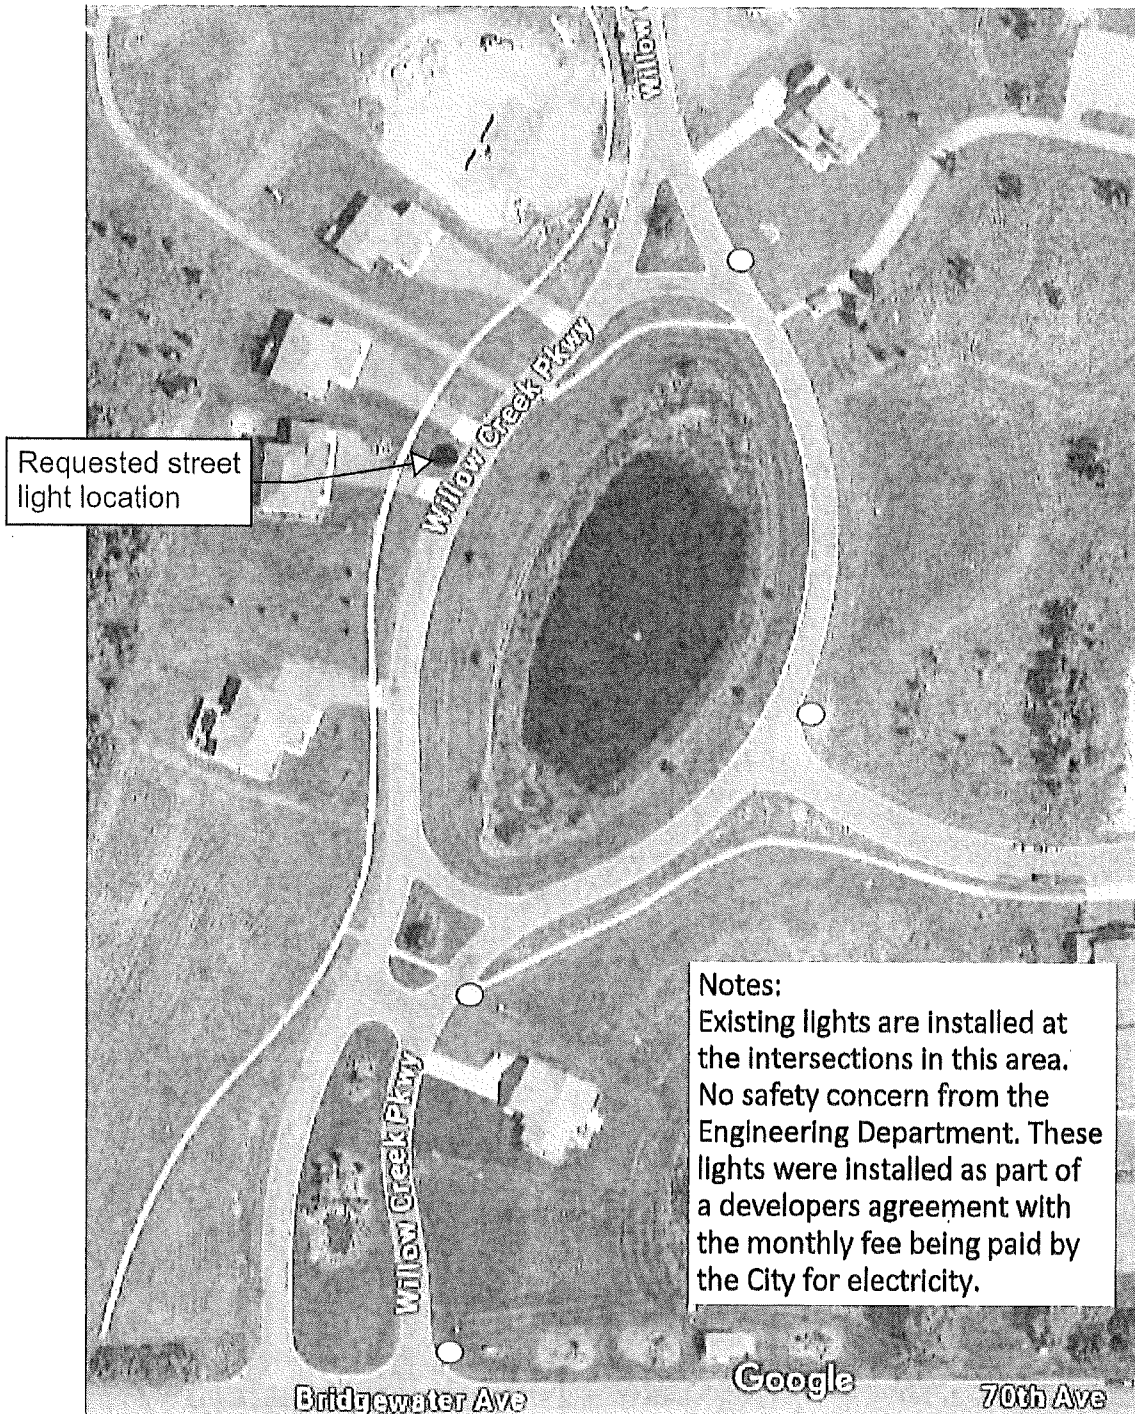 Willow
Willow Creek Pkwy
Requested street
light location
Notes:
Existing lights are installed at
the intersections in this area.
No safety concern from the
Engineering Department. These
lights were installed as part of
a developers agreement with
the monthly fee being paid by
the City for electricity.
Willow Creek Pkwy
Google
Bridgewater Ave
70th Ave